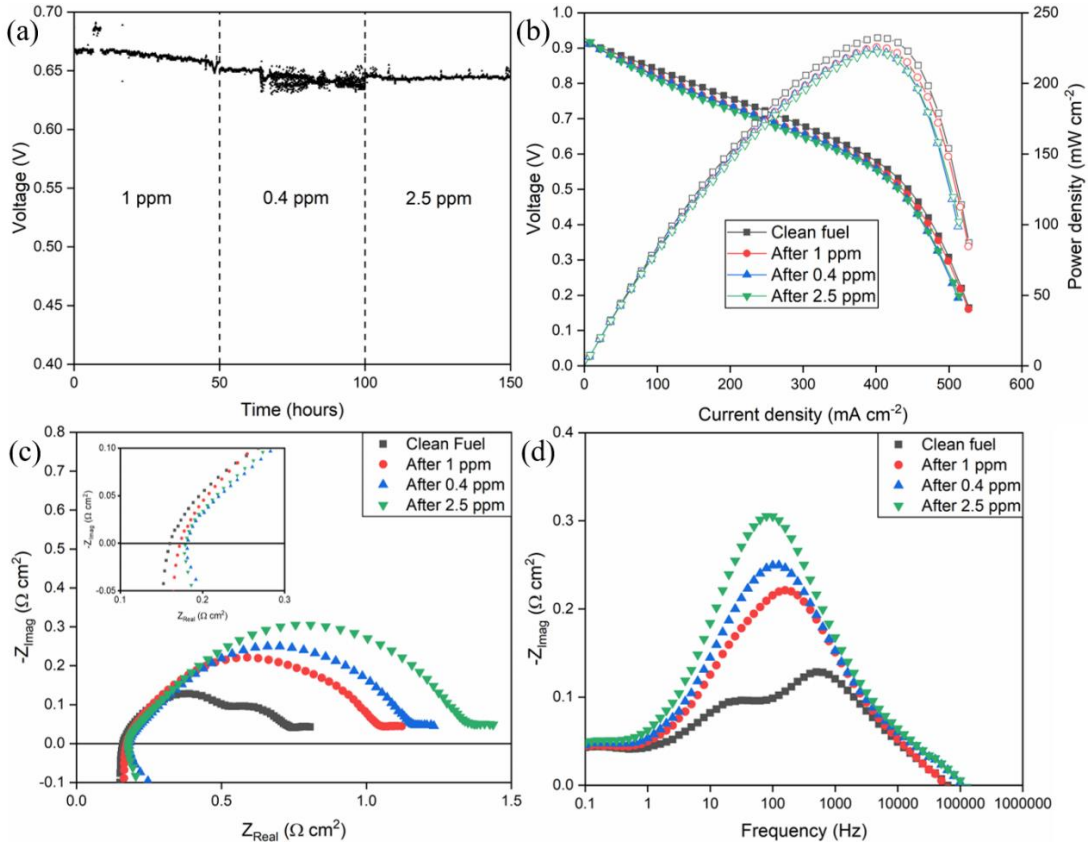 (a)
0.70
0.65
0.60
0.55
0.50
0.45
0.40
Voltage (V)
1 ppm
0.4 ppm
2.5 ppm
0
50
100
150
Time (hours)
(b)
1.0
0.9
0.8
0.7
0.6
0.5
0.4
0.3
0.2
0.1
0.0
Voltage (V)
250
200
150
100
50
0
Power density (mW cm⁻²)
Clean fuel
After 1 ppm
After 0.4 ppm
After 2.5 ppm
0
100
200
300
400
500
600
Current density (mA cm⁻²)
(c)
0.8
0.7
0.6
0.5
0.4
0.3
0.2
0.1
0.0
-0.1
-Z_Imag (Ω cm²)
0.10
0.05
0.00
-0.05
-Z_Imag (Ω cm²)
0.1
0.2
0.3
Z_Real (Ω cm²)
Clean Fuel
After 1 ppm
After 0.4 ppm
After 2.5 ppm
0.0
0.5
1.0
1.5
Z_Real (Ω cm²)
(d)
0.4
0.3
0.2
0.1
0.0
-Z_Imag (Ω cm²)
Clean fuel
After 1 ppm
After 0.4 ppm
After 2.5 ppm
0.1
1
10
100
1000
10000
100000
1000000
Frequency (Hz)